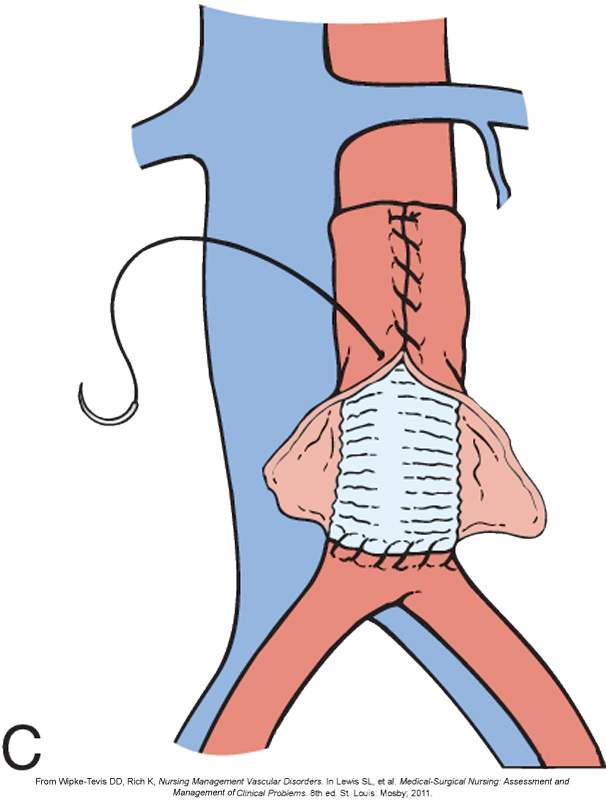 C
From Wipke-Tevis DD, Rich K, Nursing Management Vascular Disorders. In Lewis SL, et al. Medical-Surgical Nursing: Assessment and
Management of Clinical Problems. 8th ed. St. Louis: Mosby; 2011.